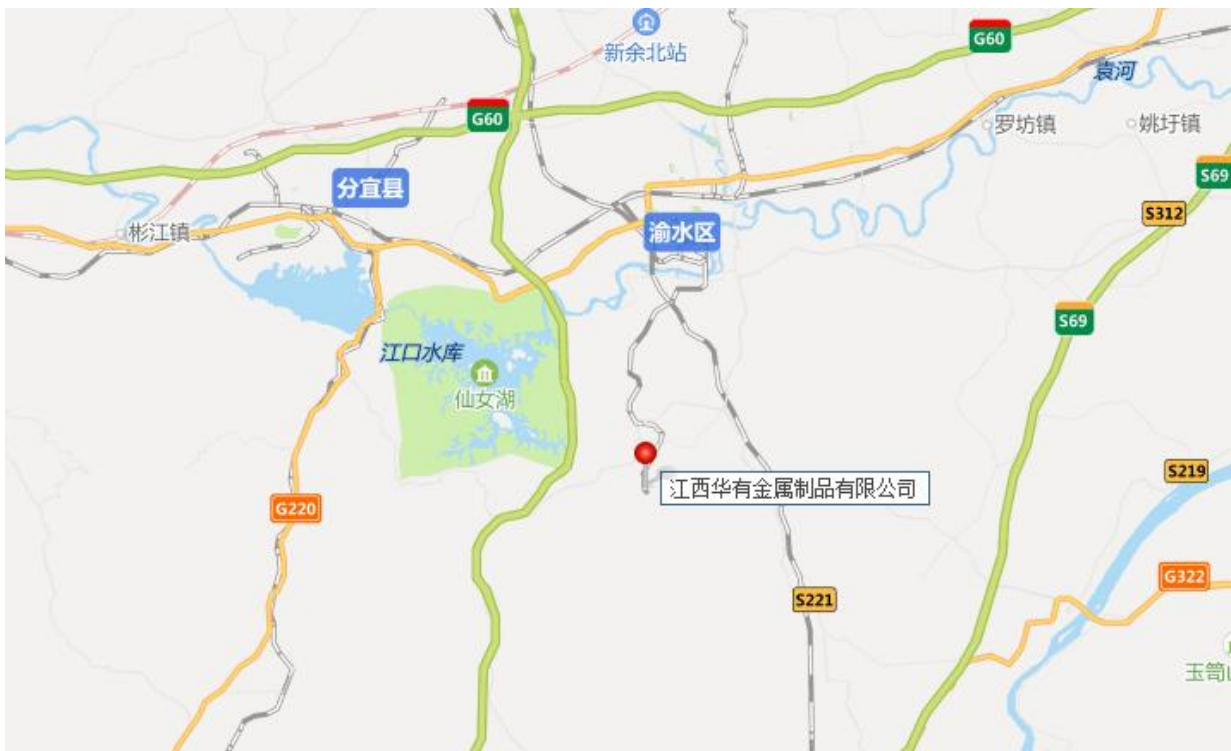 新余北站
G60
袁河
G60
罗坊镇
姚圩镇
S69
分宜县
S312
彬江镇
渝水区
S69
江口水库
仙女湖
S219
江西华有金属制品有限公司
G220
G322
S221
玉笥山